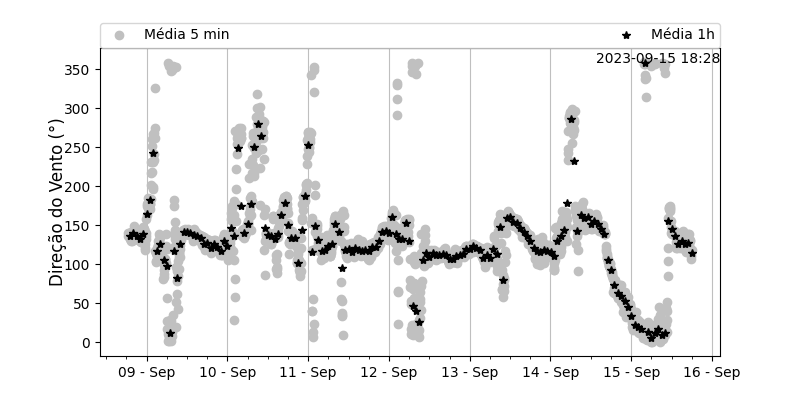 Média 5 min
Média 1h
2023-09-15 18:28
Direção do Vento (°)
350
300
250
200
150
100
50
0
09 - Sep
10 - Sep
11 - Sep
12 - Sep
13 - Sep
14 - Sep
15 - Sep
16 - Sep